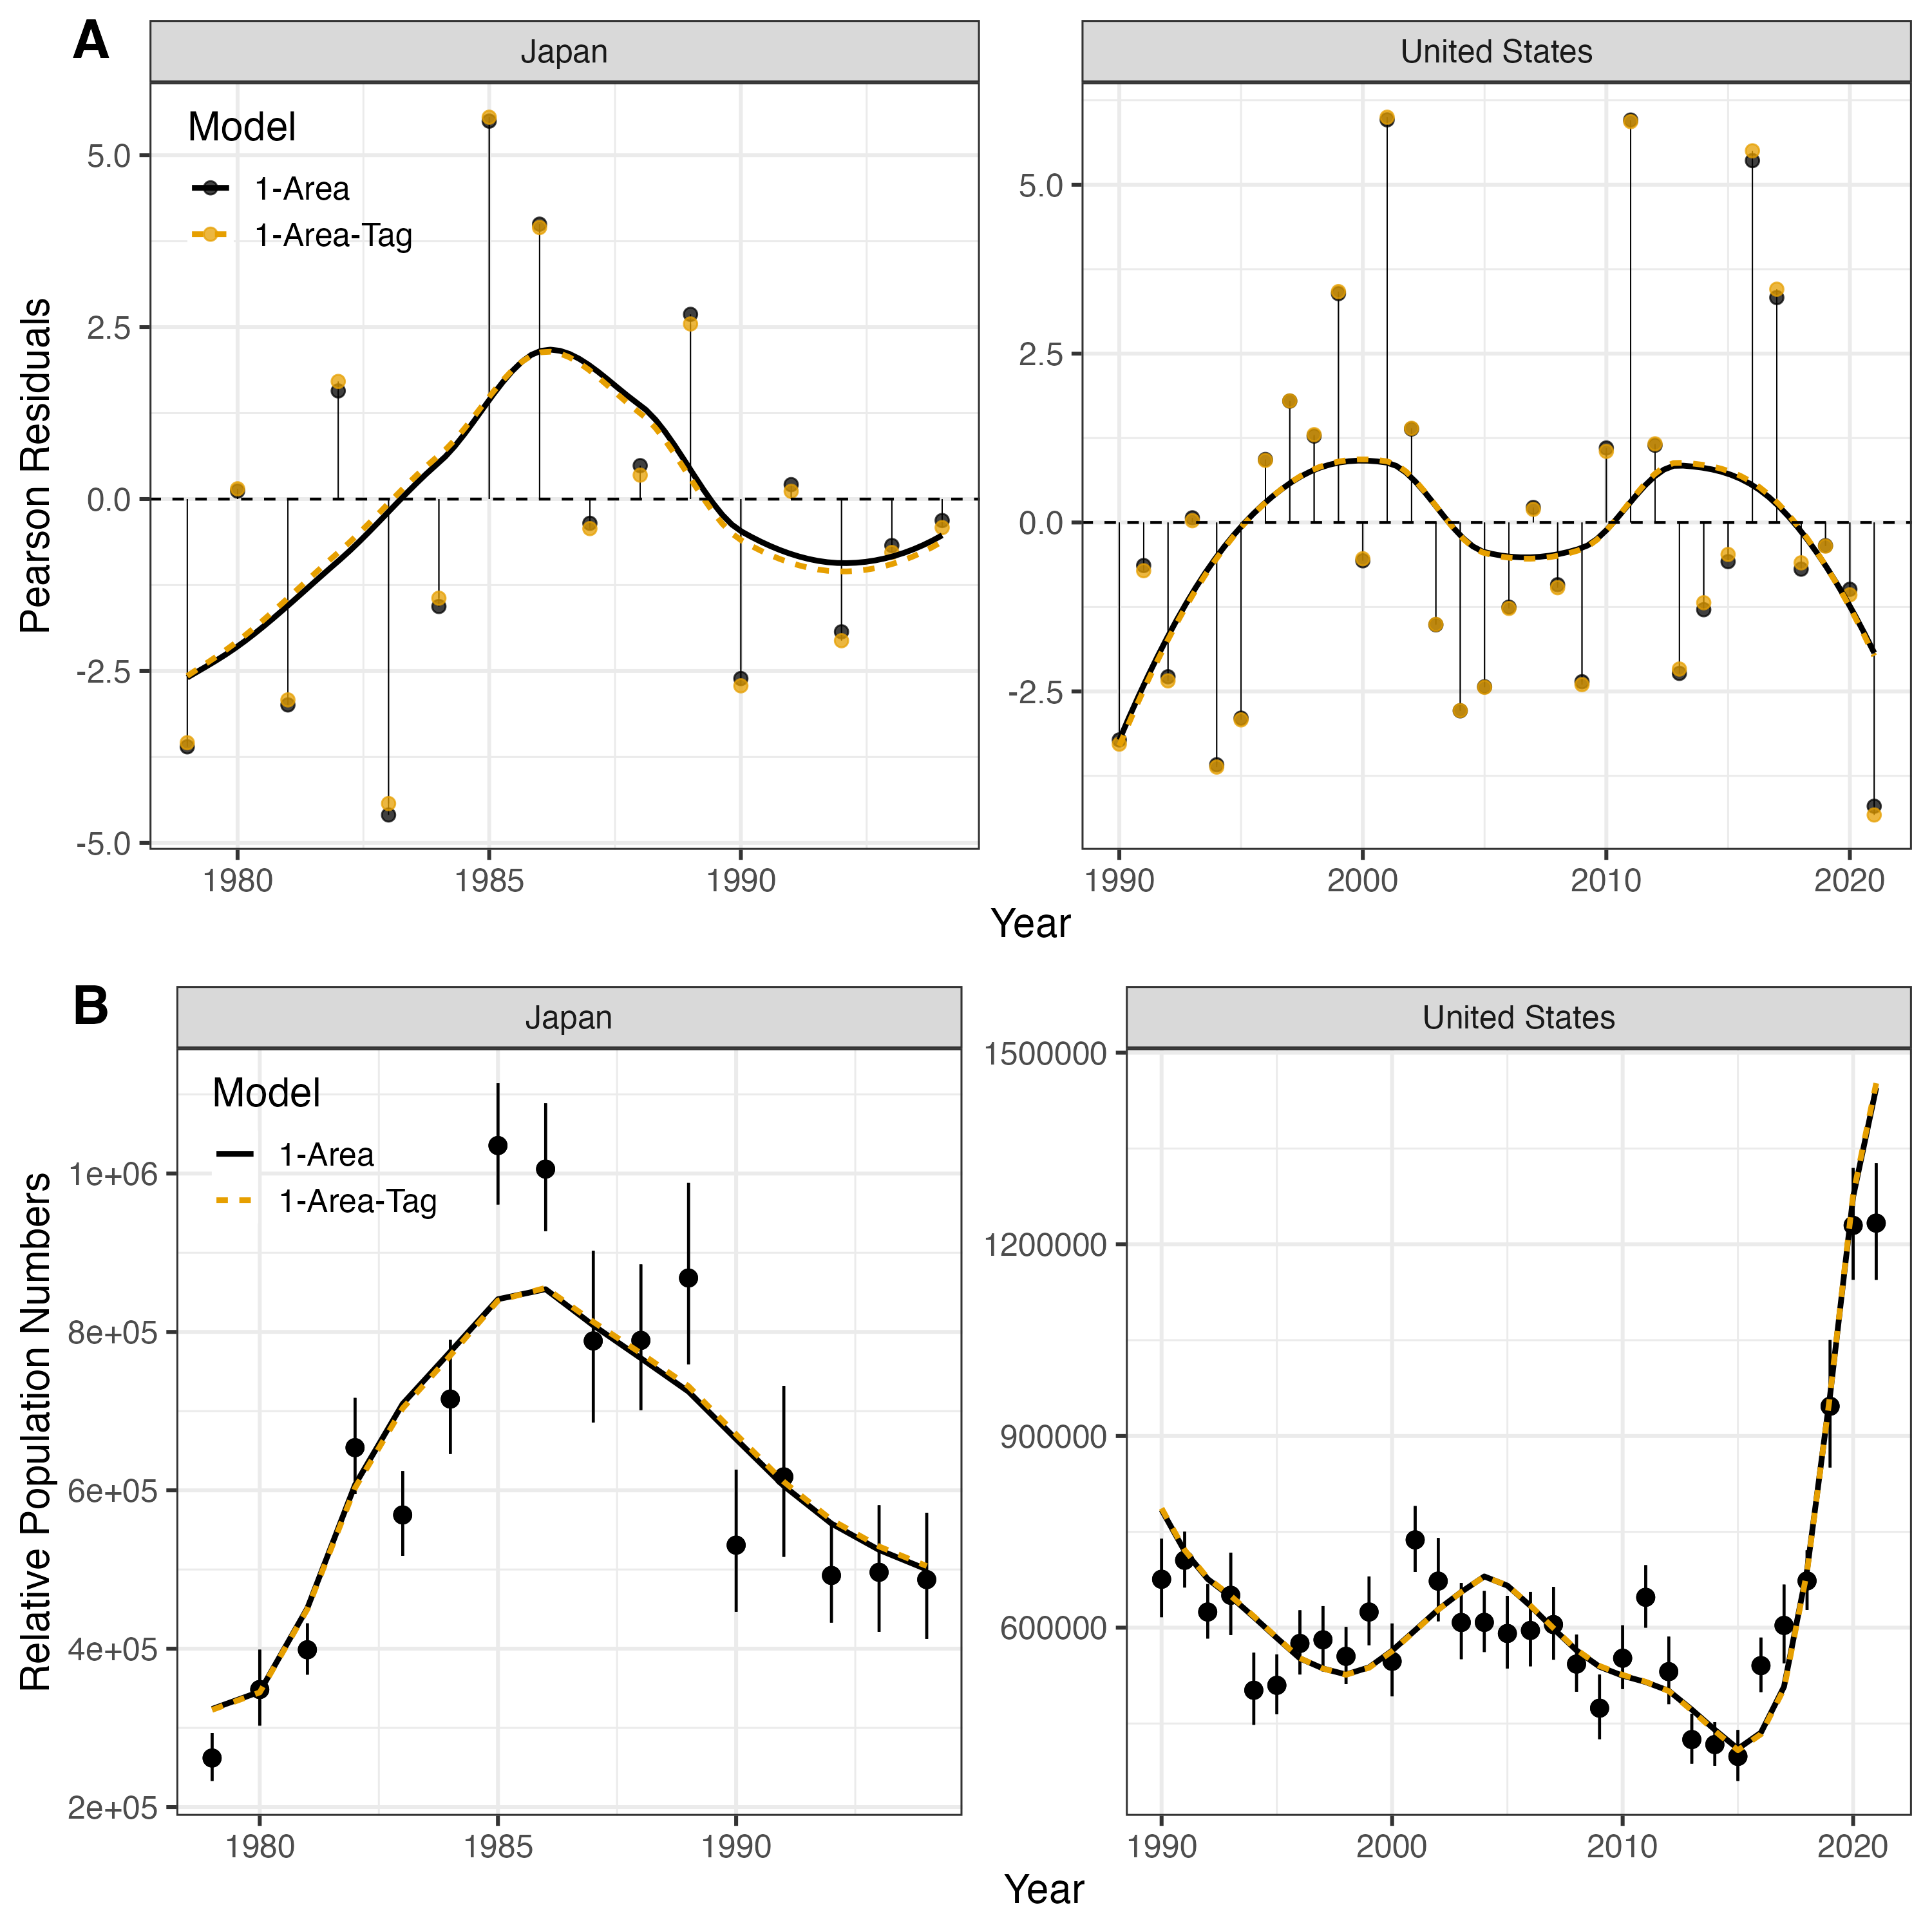 A
Japan
United States
Model
1-Area
1-Area-Tag
Pearson Residuals
5.0
2.5
0.0
-2.5
-5.0
5.0
2.5
0.0
-2.5
1980
1985
1990
1990
2000
2010
2020
Year
B
Japan
United States
Model
1-Area
1-Area-Tag
Relative Population Numbers
1e+06
8e+05
6e+05
4e+05
2e+05
1500000
1200000
900000
600000
1980
1985
1990
1990
2000
2010
2020
Year